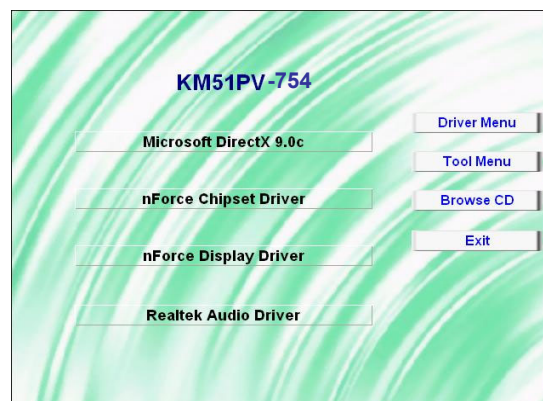 KM51PV-754
Microsoft DirectX 9.0c
nForce Chipset Driver
nForce Display Driver
Realtek Audio Driver
Driver Menu
Tool Menu
Browse CD
Exit